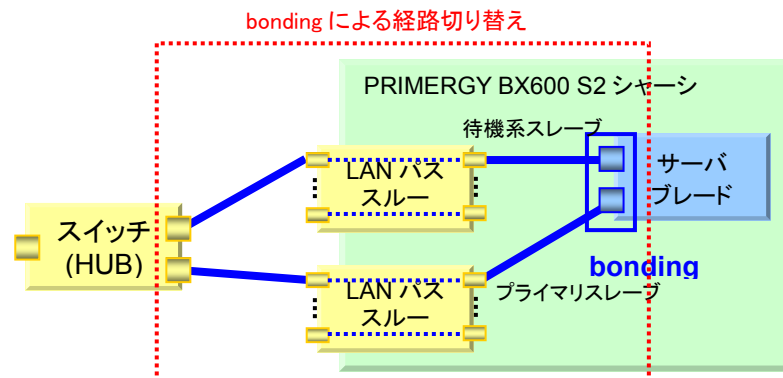 bonding による経路切り替え
PRIMERGY BX600 S2 シャーシ
待機系スレーブ
LAN パス
スルー
サーバ
ブレード
スイッチ
(HUB)
bonding
プライマリスレーブ
LAN パス
スルー